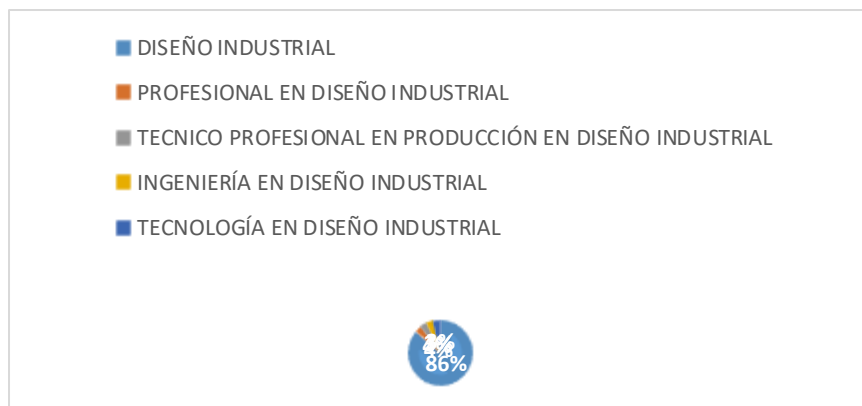 DISEÑO INDUSTRIAL
PROFESIONAL EN DISEÑO INDUSTRIAL
TECNICO PROFESIONAL EN PRODUCCIÓN EN DISEÑO INDUSTRIAL
INGENIERÍA EN DISEÑO INDUSTRIAL
TECNOLOGÍA EN DISEÑO INDUSTRIAL
86%